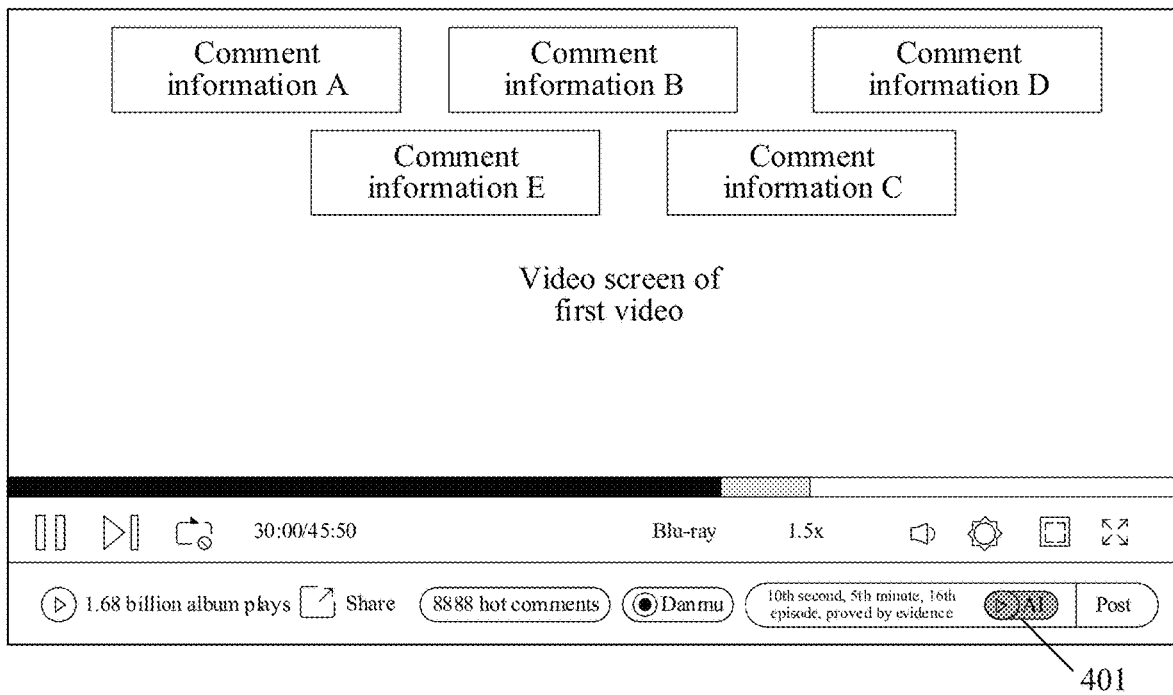 Comment
information A
Comment
information B
Comment
information D
Comment
information E
Comment
information C
Video screen of
first video
30:00/45:50
Blu-ray
1.5x
1.68 billion album plays
Share
8888 hot comments
Danmu
10th second, 5th minute, 16th
episode, proved by evidence
AI
Post
401